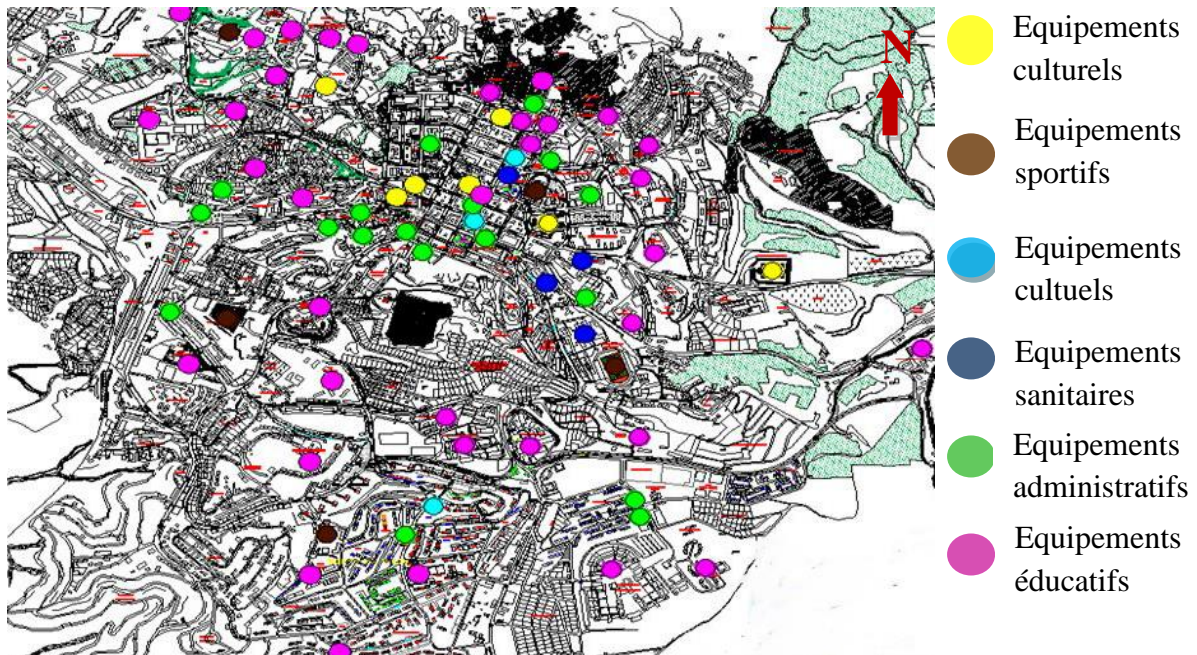 N
Equipements
culturels
Equipements
sportifs
Equipements
cultuels
Equipements
sanitaires
Equipements
administratifs
Equipements
éducatifs